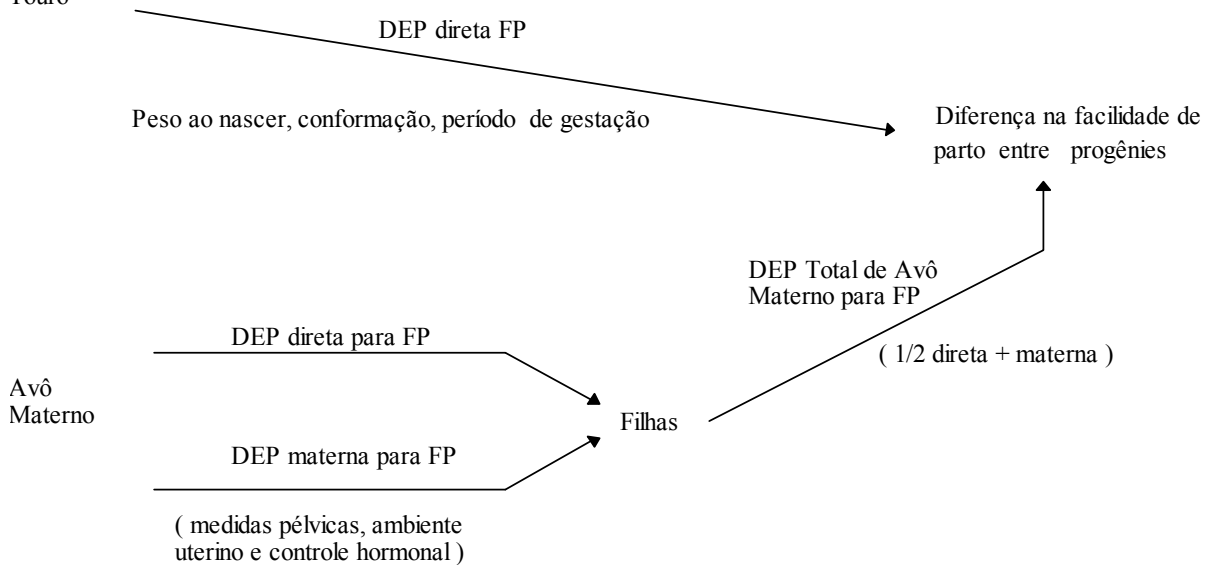 Touro
DEP direta FP
Peso ao nascer, conformação, período de gestação
Diferença na facilidade de
parto entre progênies
DEP Total de Avô
Materno para FP
( 1/2 direta + materna )
DEP direta para FP
Avô
Materno
Filhas
DEP materna para FP
( medidas pélvicas, ambiente
uterino e controle hormonal )